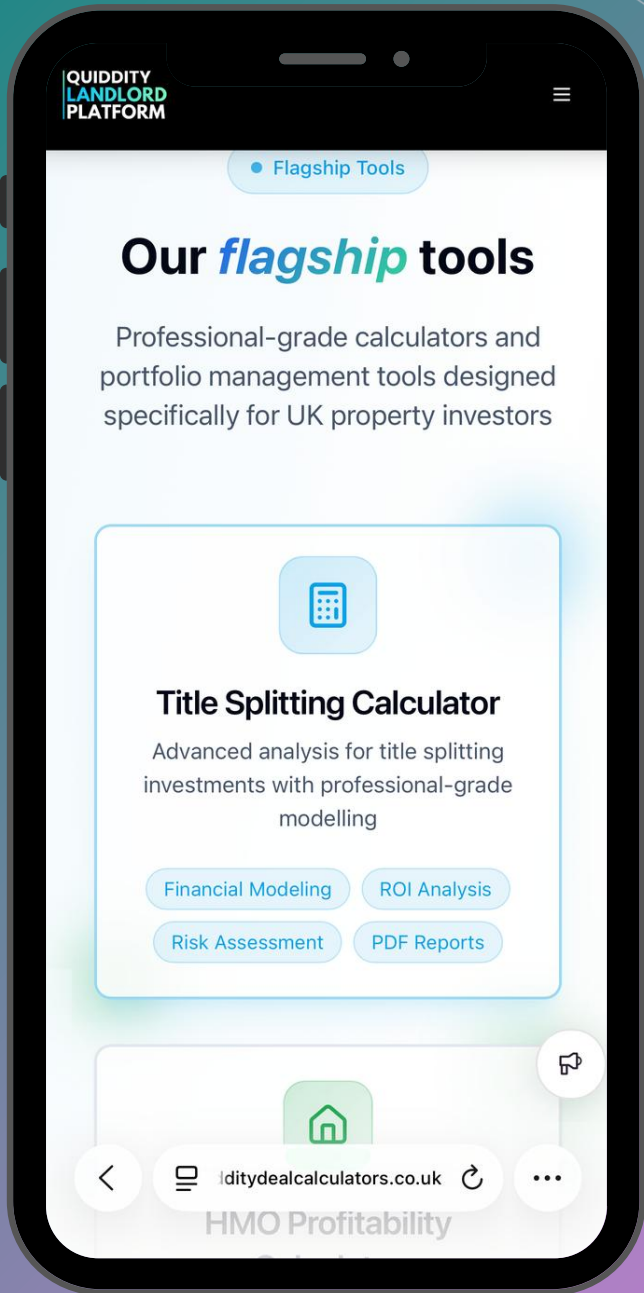 QUIDDITY
LANDLORD
PLATFORM
Flagship Tools
Our flagship tools
Professional-grade calculators and
portfolio management tools designed
specifically for UK property investors
Title Splitting Calculator
Advanced analysis for title splitting
investments with professional-grade
modelling
Financial Modeling
ROI Analysis
Risk Assessment
PDF Reports
dditydealcalculators.co.uk
HMO Profitability